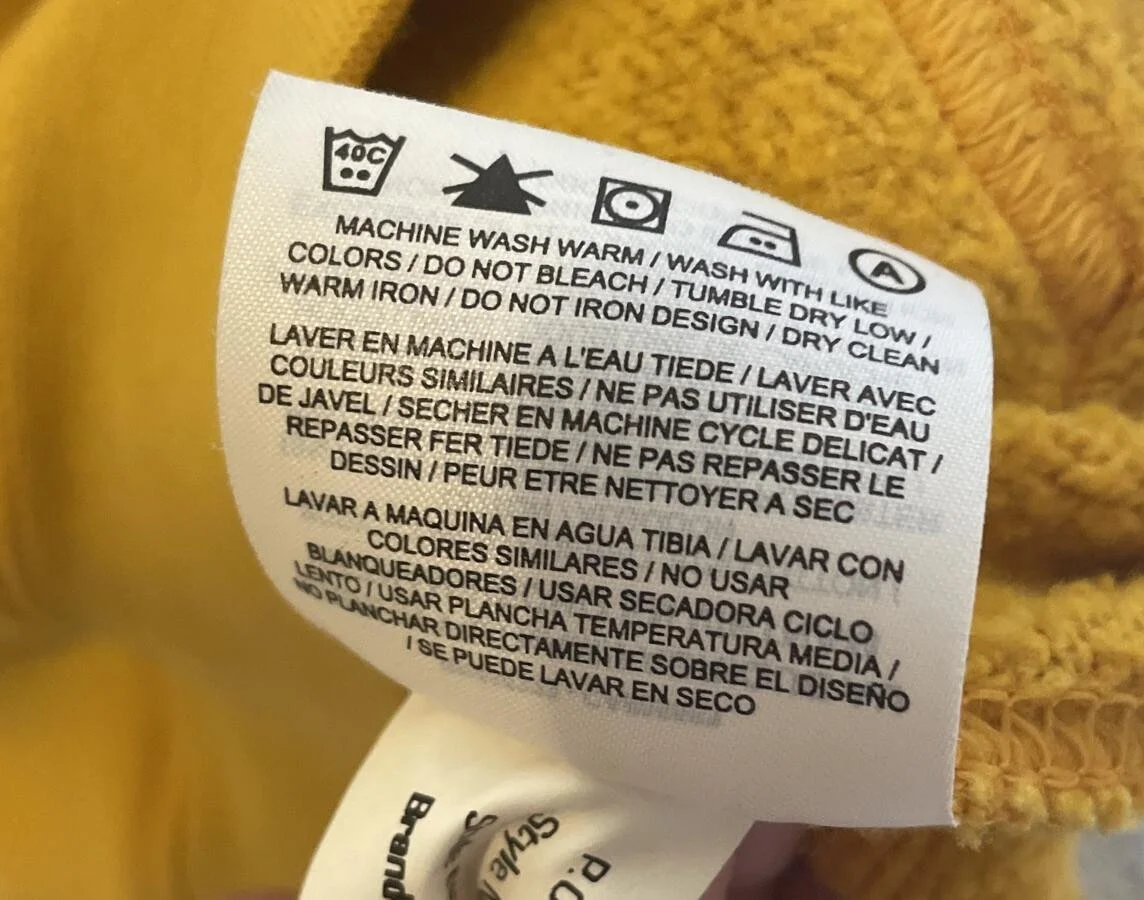 40C
A
MACHINE WASH WARM / WASH WITH LIKE
COLORS / DO NOT BLEACH / TUMBLE DRY LOW /
WARM IRON / DO NOT IRON DESIGN / DRY CLEAN
LAVER EN MACHINE A L'EAU TIEDE / LAVER AVEC
COULEURS SIMILAIRES / NE PAS UTILISER D'EAU
DE JAVEL / SECHER EN MACHINE CYCLE DELICAT /
REPASSER FER TIEDE / NE PAS REPASSER LE
DESSIN / PEUR ETRE NETTOYER A SEC
LAVAR A MAQUINA EN AGUA TIBIA / LAVAR CON
COLORES SIMILARES / NO USAR
BLANQUEADORES / USAR SECADORA CICLO
LENTO / USAR PLANCHA TEMPERATURA MEDIA /
NO PLANCHAR DIRECTAMENTE SOBRE EL DISEÑO
/ SE PUEDE LAVAR EN SECO
Brand
Style
P.O